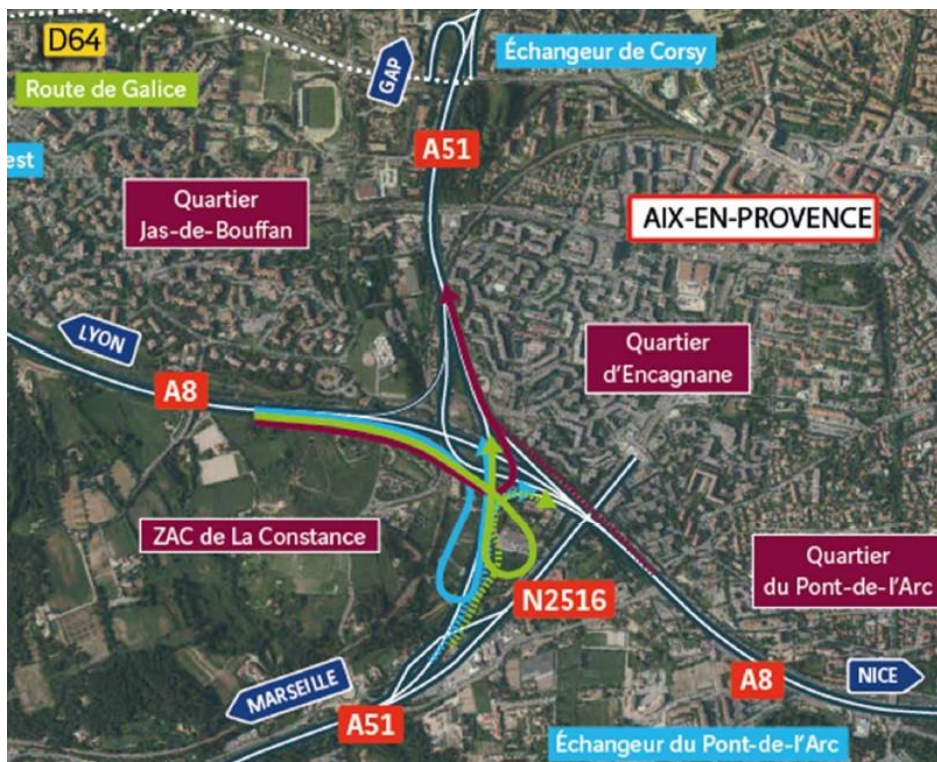 D64
GAP
Échangeur de Corsy
Route de Galice
A51
est
Quartier
Jas-de-Bouffan
AIX-EN-PROVENCE
LYON
Quartier
d'Encagnane
A8
ZAC de La Constance
Quartier
du Pont-de-l'Arc
N2516
MARSEILLE
A8
NICE
A51
Échangeur du Pont-de-l'Arc